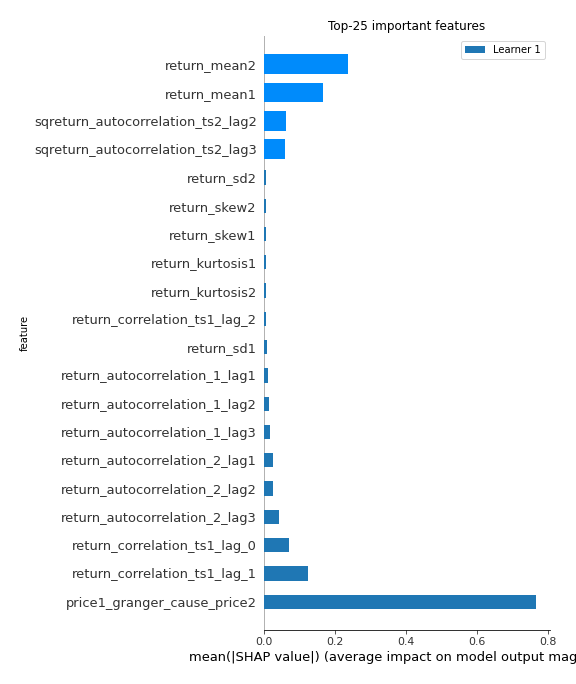 Top-25 important features
Learner 1
return_mean2
return_mean1
sqreturn_autocorrelation_ts2_lag2
sqreturn_autocorrelation_ts2_lag3
return_sd2
return_skew2
return_skew1
return_kurtosis1
return_kurtosis2
return_correlation_ts1_lag_2
return_sd1
return_autocorrelation_1_lag1
return_autocorrelation_1_lag2
return_autocorrelation_1_lag3
return_autocorrelation_2_lag1
return_autocorrelation_2_lag2
return_autocorrelation_2_lag3
return_correlation_ts1_lag_0
return_correlation_ts1_lag_1
price1_granger_cause_price2
feature
0.0 0.2 0.4 0.6 0.8
mean(|SHAP value|) (average impact on model output mag